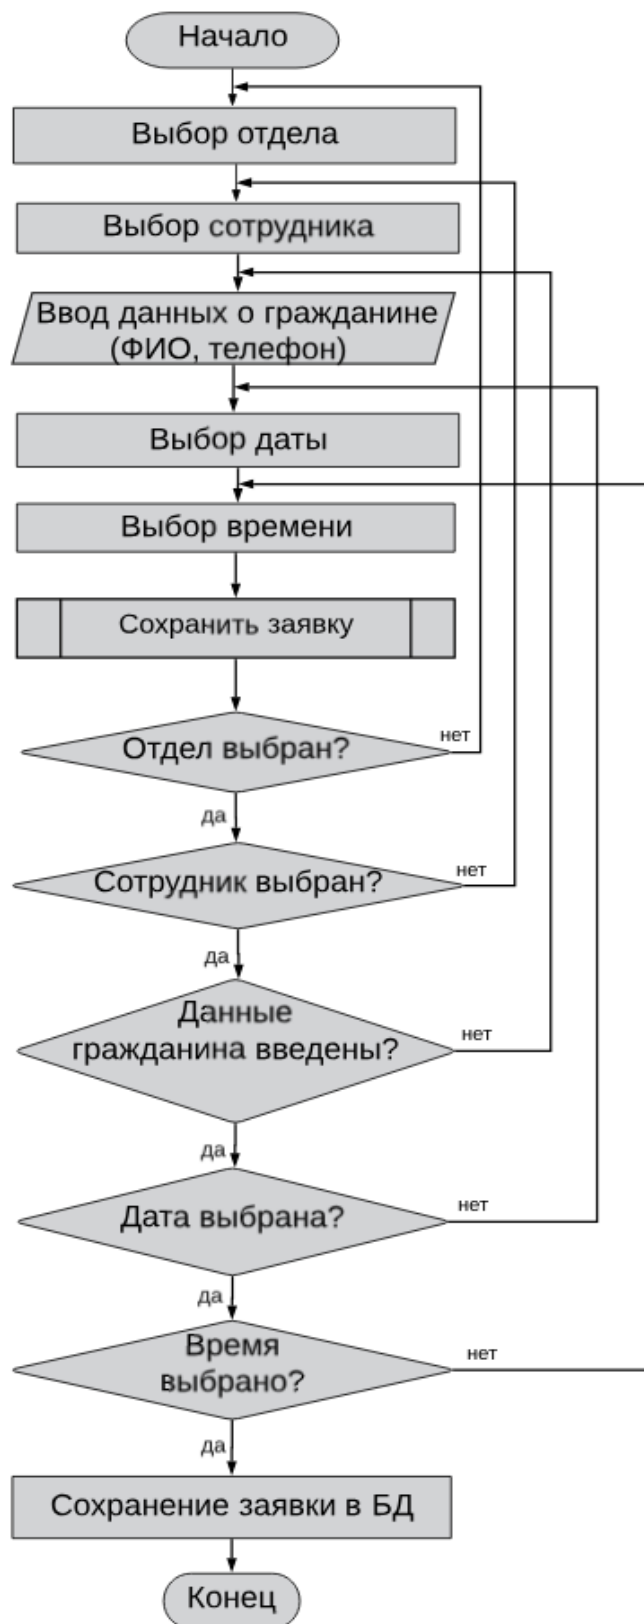 Начало
Выбор отдела
Выбор сотрудника
Ввод данных о гражданине
(ФИО, телефон)
Выбор даты
Выбор времени
Сохранить заявку
Отдел выбран?
нет
да
Сотрудник выбран?
нет
да
Данные
гражданина введены?
нет
да
Дата выбрана?
нет
да
Время
выбрано?
нет
да
Сохранение заявки в БД
Конец